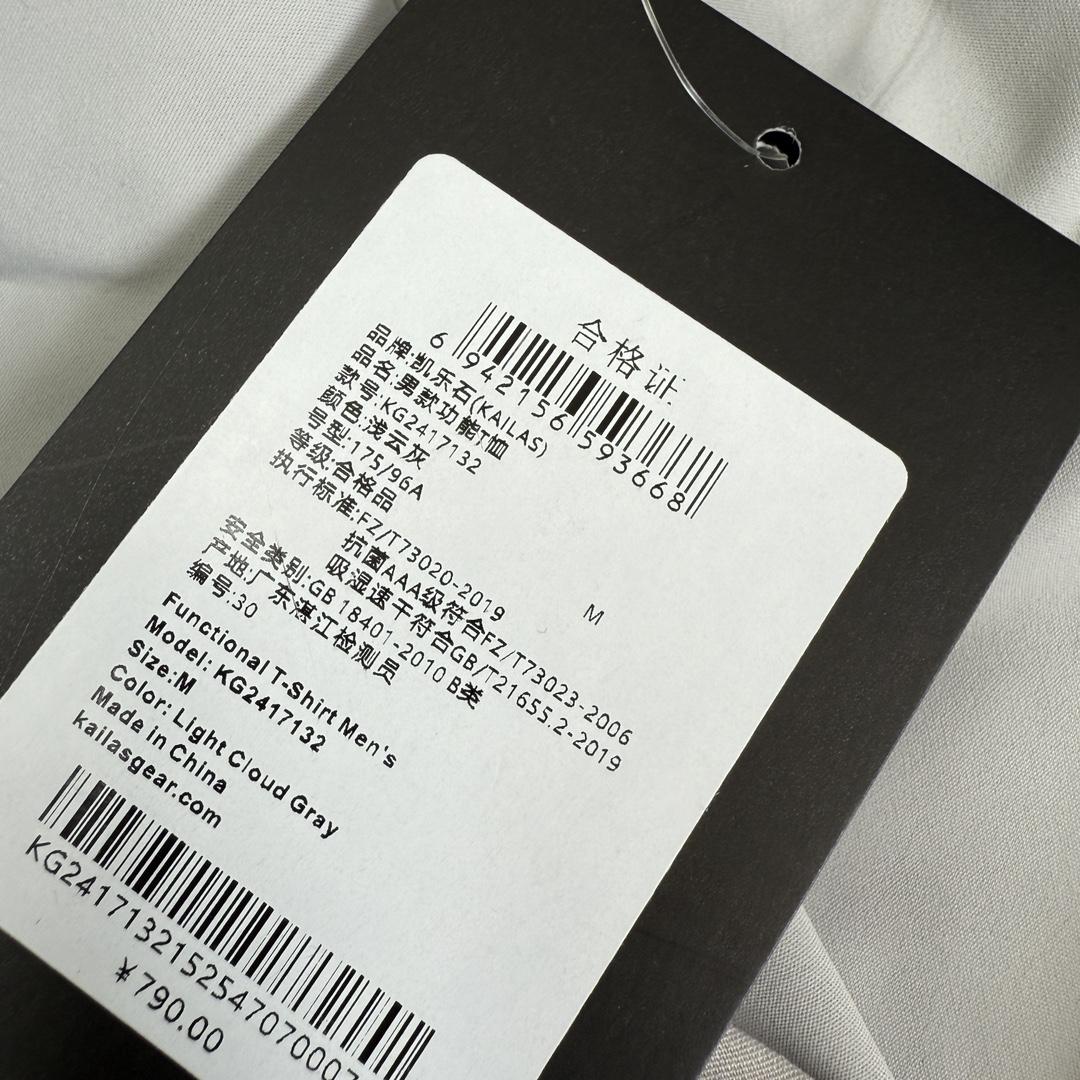 合格证
6 942156 593668
品牌:凯乐石(KAILAS)
品名:男款功能T恤
款号:KG2417132
颜色:浅云灰
号型:175/96A M
等级:合格品
执行标准:FZ/T73020-2019
抗菌AAA级符合FZ/T73023-2006
吸湿速干符合GB/T21655.2-2019
安全类别:GB 18401-2010 B类
产地:广东湛江检测员
编号:30
Functional T-Shirt Men's
Model: KG2417132
Size:M
Color: Light Cloud Gray
Made in China
kailasgear.com
KG2417132152547070007
￥790.00